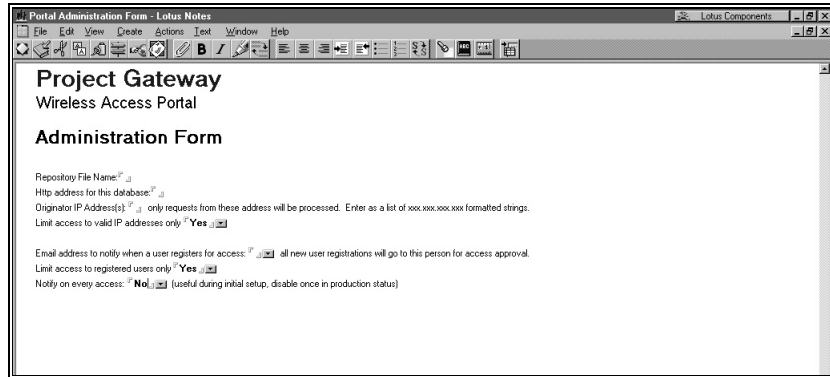 Portal Administration Form - Lotus Notes
Lotus Components
File Edit View Create Actions Text Window Help
Project Gateway
Wireless Access Portal
Administration Form
Repository File Name:
Http address for this database:
Originator IP Address(s): only requests from these address will be processed. Enter as a list of xxx.xxx.xxx.xxx formatted strings.
Limit access to valid IP addresses only Yes
Email address to notify when a user registers for access: all new user registrations will go to this person for access approval.
Limit access to registered users only Yes
Notify on every access: No (useful during initial setup, disable once in production status)